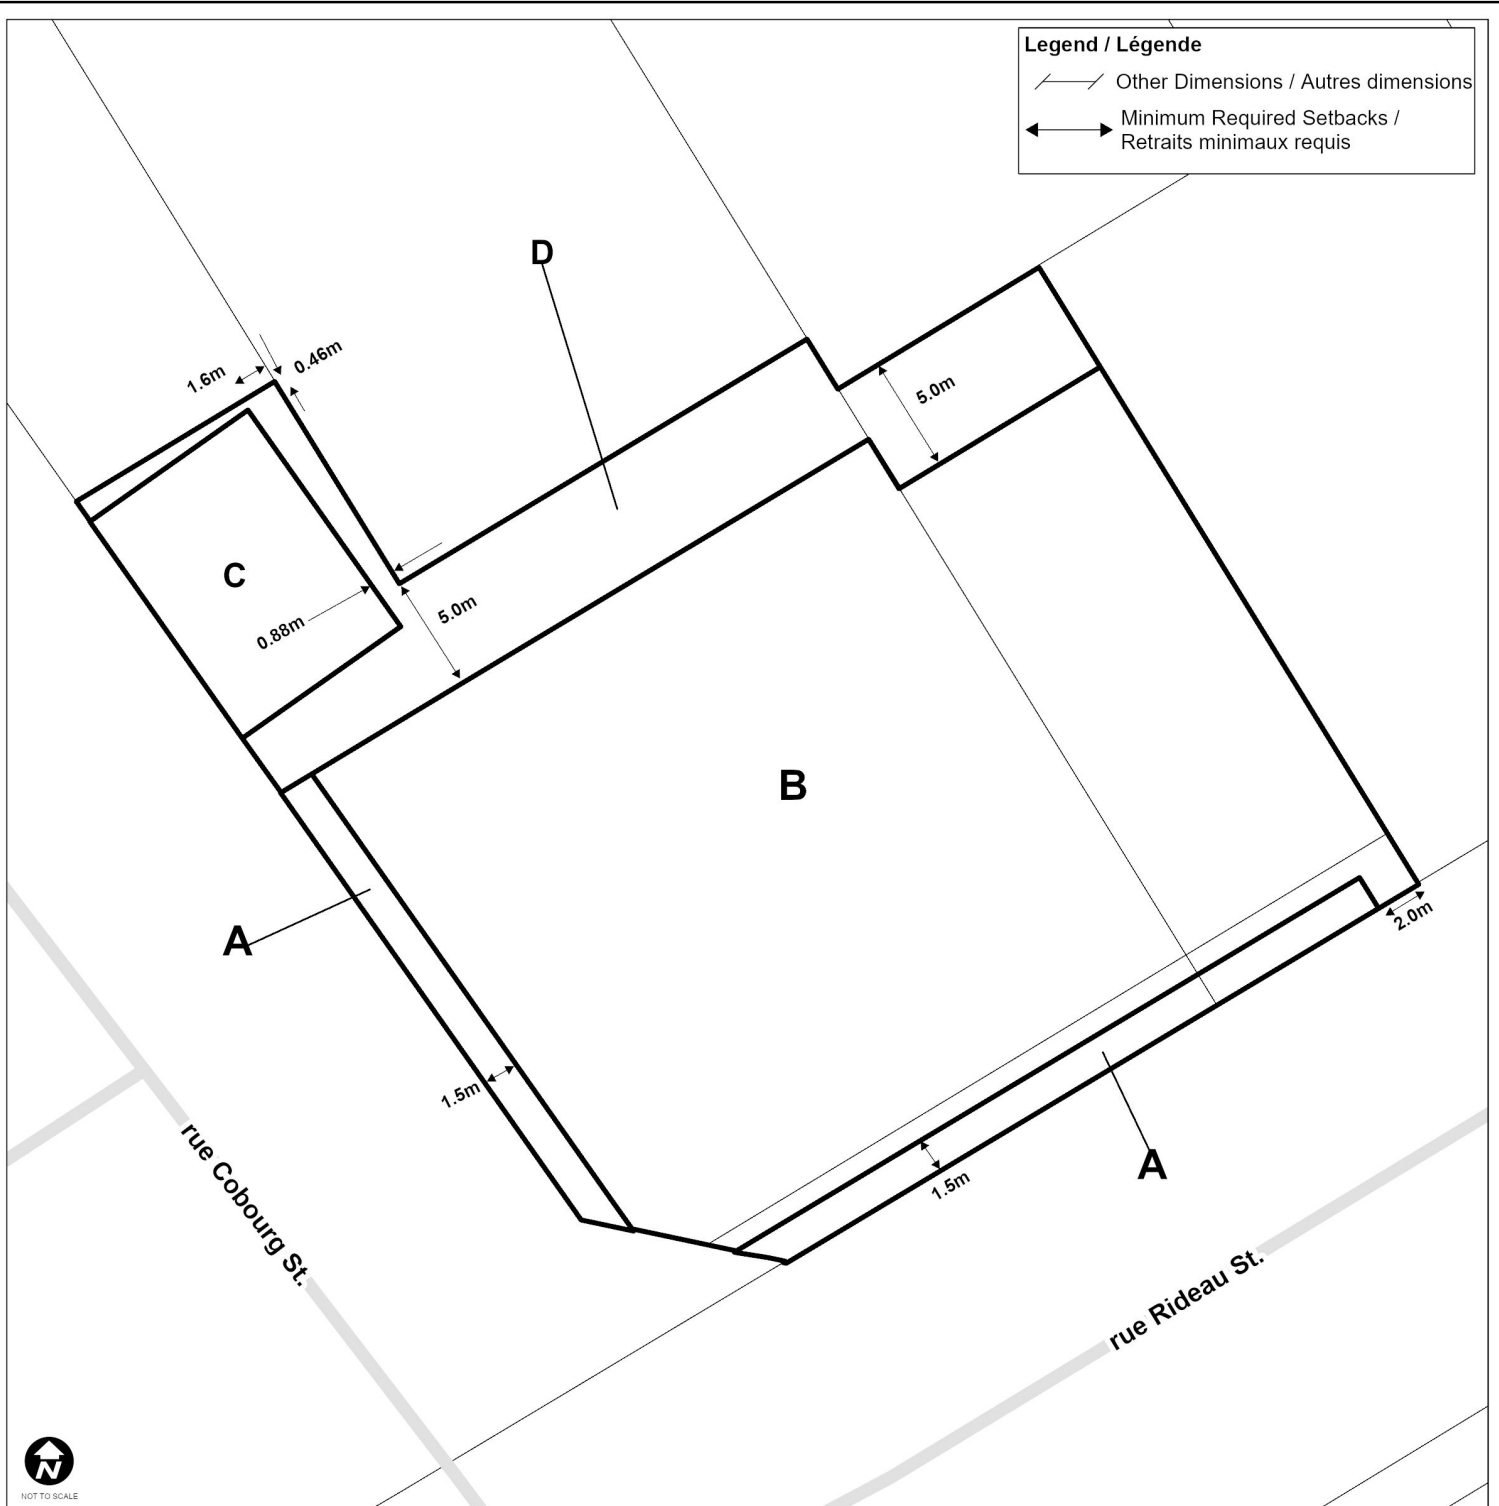 Legend / Légende
Other Dimensions / Autres dimensions
Minimum Required Setbacks /
Retraits minimaux requis
D
0.46m
1.6m
5.0m
C
5.0m
0.88m
B
A
2.0m
1.5m
A
1.5m
rue Cobourg St.
rue Rideau St.
N
NOT TO SCALE